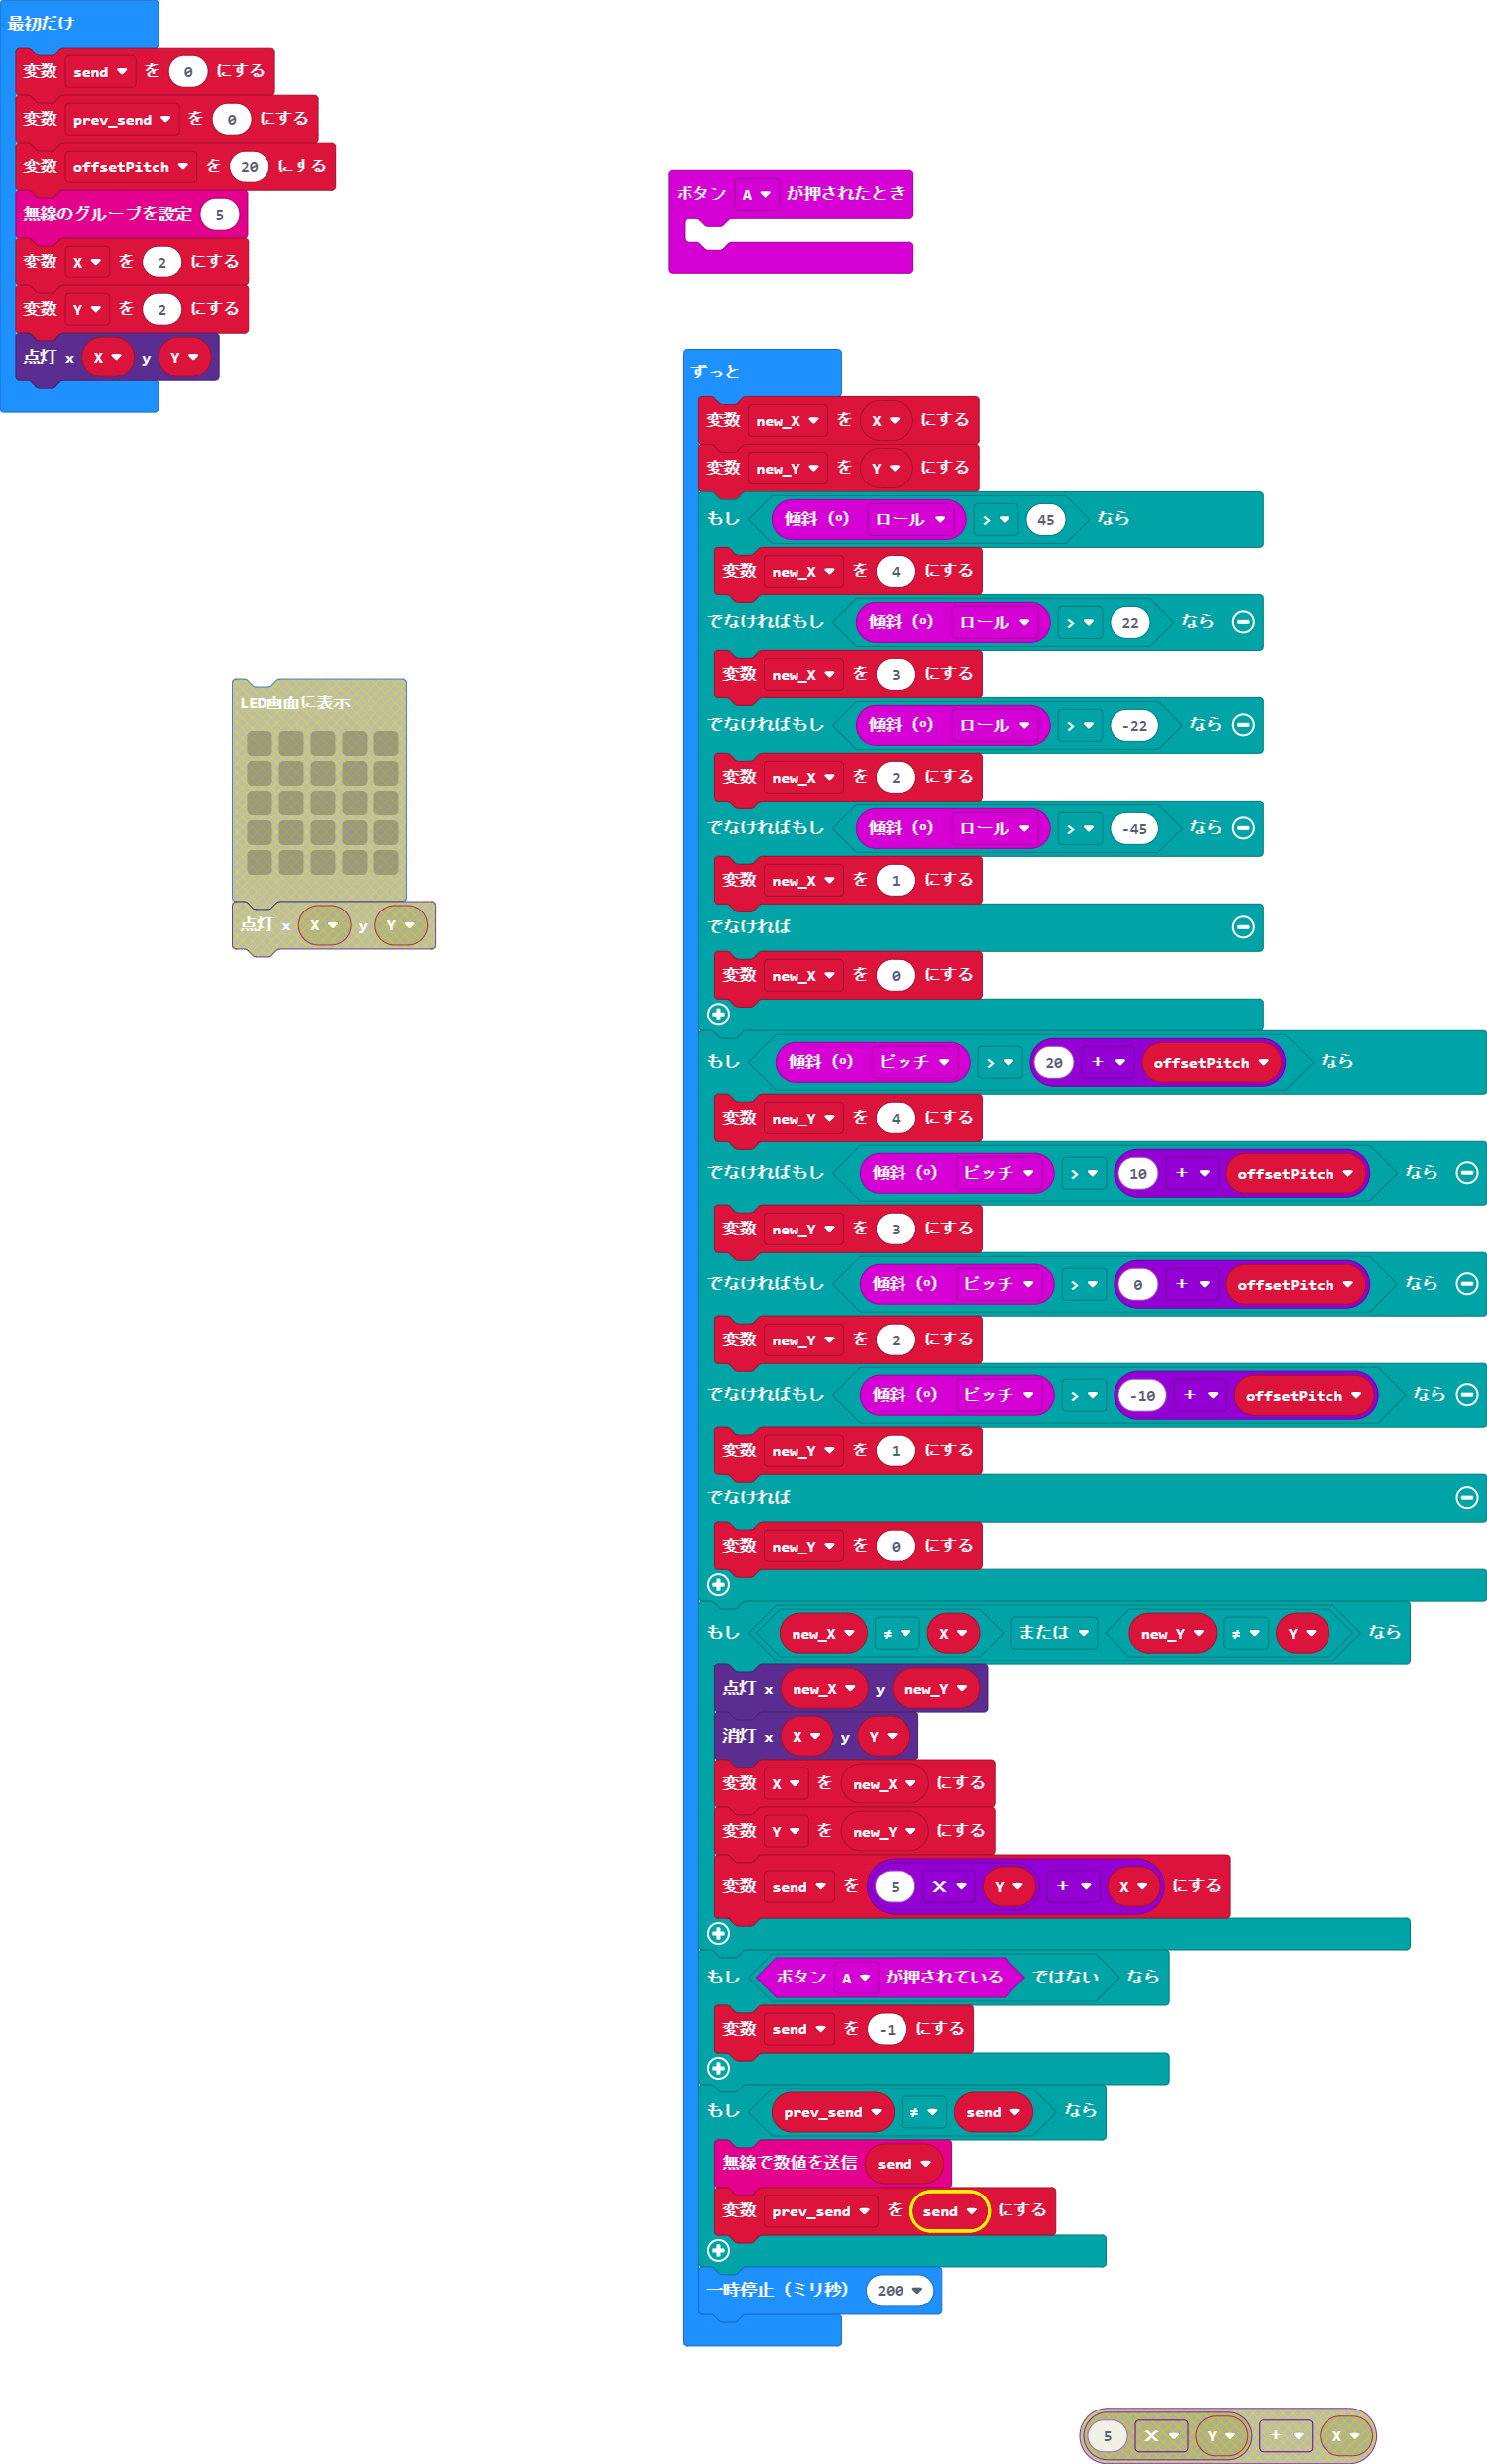 最初だけ
変数 send を 0 にする
変数 prev_send を 0 にする
変数 offsetPitch を 20 にする
無線のグループを設定 5
変数 X を 2 にする
変数 Y を 2 にする
点灯 x X y Y
ボタン A が押されたとき
LED画面に表示
点灯 x X y Y
ずっと
変数 new_X を X にする
変数 new_Y を Y にする
もし 傾斜(°) ロール > 45 なら
変数 new_X を 4 にする
でなければもし 傾斜(°) ロール > 22 なら
変数 new_X を 3 にする
でなければもし 傾斜(°) ロール > -22 なら
変数 new_X を 2 にする
でなければもし 傾斜(°) ロール > -45 なら
変数 new_X を 1 にする
でなければ
変数 new_X を 0 にする
もし 傾斜(°) ピッチ > 20 + offsetPitch なら
変数 new_Y を 4 にする
でなければもし 傾斜(°) ピッチ > 10 + offsetPitch なら
変数 new_Y を 3 にする
でなければもし 傾斜(°) ピッチ > 0 + offsetPitch なら
変数 new_Y を 2 にする
でなければもし 傾斜(°) ピッチ > -10 + offsetPitch なら
変数 new_Y を 1 にする
でなければ
変数 new_Y を 0 にする
もし new_X ≠ X または new_Y ≠ Y なら
点灯 x new_X y new_Y
消灯 x X y Y
変数 X を new_X にする
変数 Y を new_Y にする
変数 send を 5 × Y + X にする
もし ボタン A が押されている ではない なら
変数 send を -1 にする
もし prev_send ≠ send なら
無線で数値を送信 send
変数 prev_send を send にする
一時停止(ミリ秒) 200
5 × Y + X